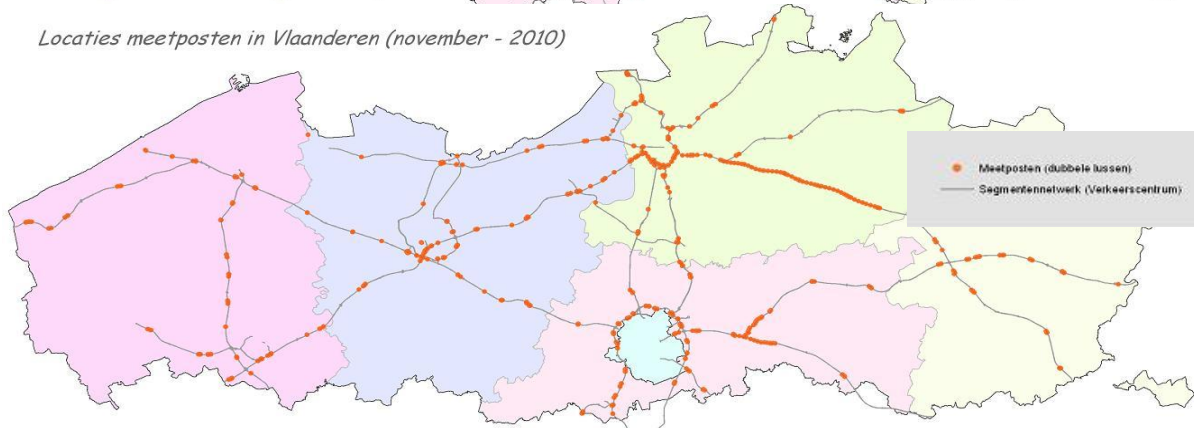 Locaties meetposten in Vlaanderen (november - 2010)
Meetposten (dubbele lussen)
Segmentennetwerk (Verkeerscentrum)